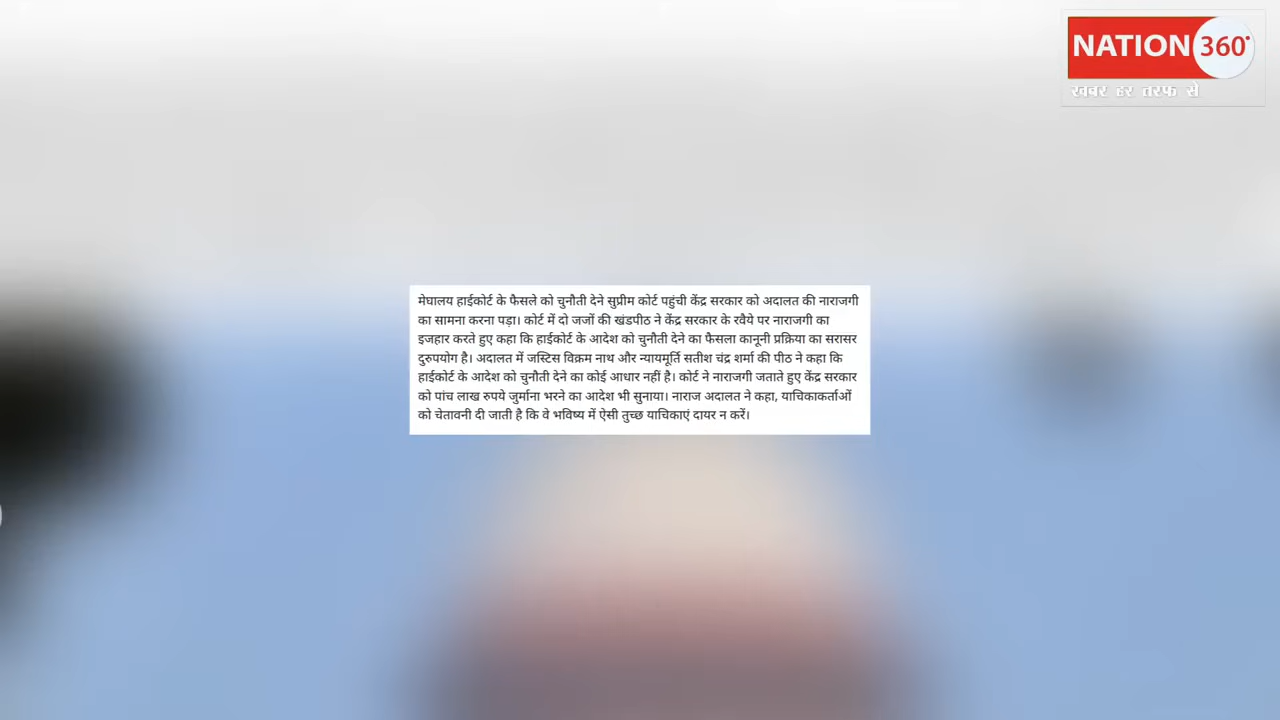 NATION 360°
खबर हर तरफ से
मेघालय हाईकोर्ट के फैसले को चुनौती देने सुप्रीम कोर्ट पहुंची केंद्र सरकार को अदालत की नाराजगी
का सामना करना पड़ा। कोर्ट में दो जजों की खंडपीठ ने केंद्र सरकार के रवैये पर नाराजगी का
इजहार करते हुए कहा कि हाईकोर्ट के आदेश को चुनौती देने का फैसला कानूनी प्रक्रिया का सरासर
दुरुपयोग है। अदालत में जस्टिस विक्रम नाथ और न्यायमूर्ति सतीश चंद्र शर्मा की पीठ ने कहा कि
हाईकोर्ट के आदेश को चुनौती देने का कोई आधार नहीं है। कोर्ट ने नाराजगी जताते हुए केंद्र सरकार
को पांच लाख रुपये जुर्माना भरने का आदेश भी सुनाया। नाराज अदालत ने कहा, याचिकाकर्ताओं
को चेतावनी दी जाती है कि वे भविष्य में ऐसी तुच्छ याचिकाएं दायर न करें।